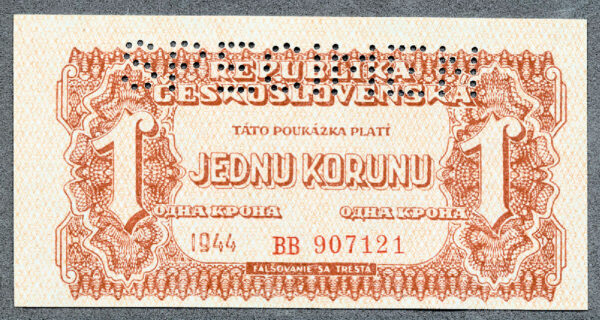 SPECIMEN
REPUBLIKA
ČESKOSLOVENSKÁ
TÁTO POUKÁZKA PLATÍ
1 JEDNU KORUNU 1
ОДНА КРОНА ОДНА КРОНА
1944 BB 907121
FALŠOVANIE SA TRESTÁ